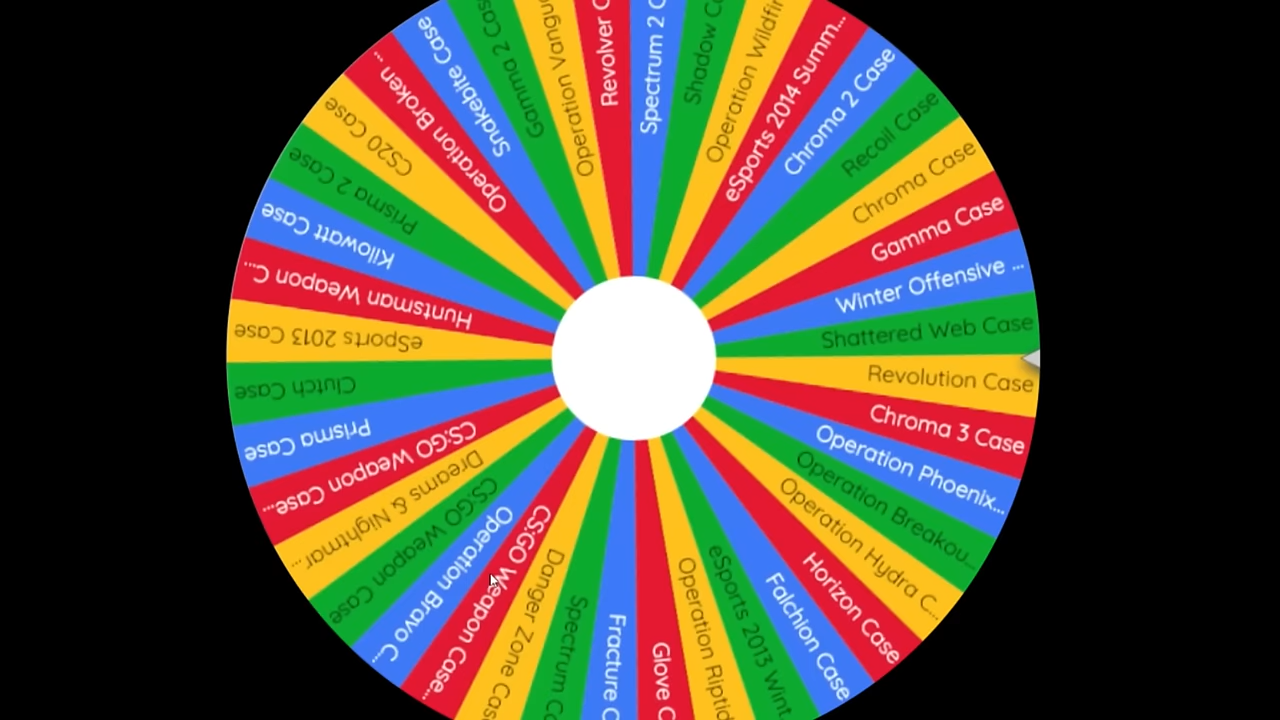 Spectrum 2 C
Shadow C
Operation Wildfir
eSports 2014 Summ...
Chroma 2 Case
Recoil Case
Chroma Case
Gamma Case
Winter Offensive ...
Shattered Web Case
Revolution Case
Chroma 3 Case
Operation Phoenix...
Operation Breakou...
Operation Hydra C...
Horizon Case
Falchion Case
eSports 2013 Wint
Operation Riptid
Glove C
Fracture C
Spectrum C
Danger Zone Cas
CS:GO Weapon Case...
Operation Bravo C...
CS:GO Weapon Case
Dreams & Nightmar...
CS:GO Weapon Case...
Prisma Case
Clutch Case
eSports 2013 Case
Huntsman Weapon C...
Kilowatt Case
Prisma 2 Case
CS20 Case
Operation Broken ...
Snakebite Case
Gamma 2 Cas
Operation Vangu
Revolver C